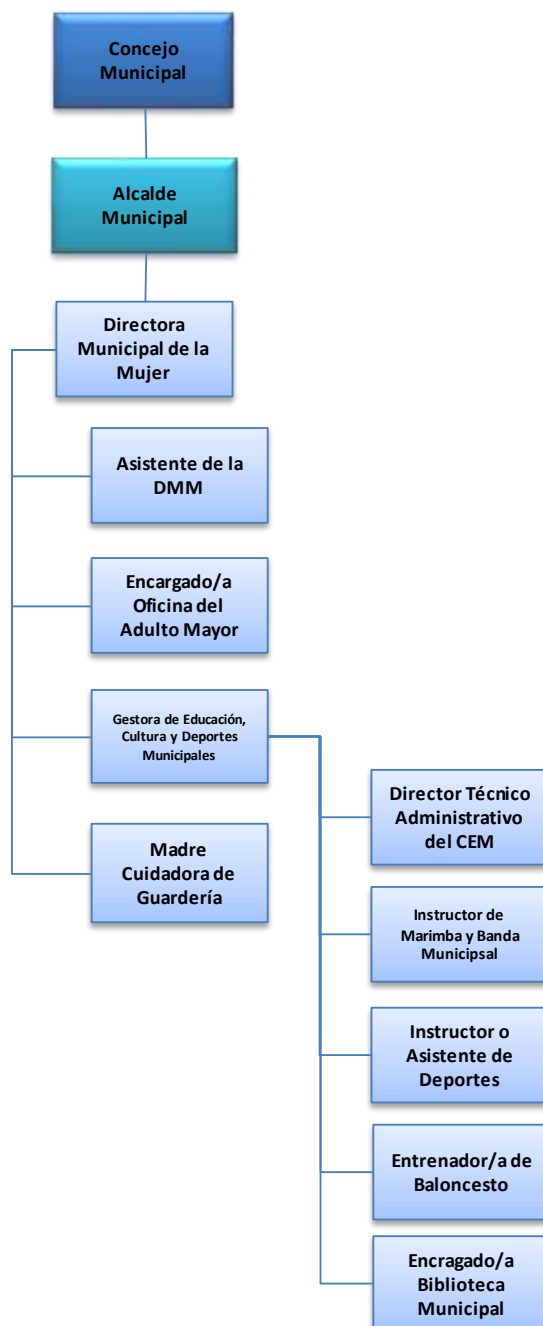 Concejo
Municipal
Alcalde
Municipal
Directora
Municipal de la
Mujer
Asistente de la
DMM
Encargado/a
Oficina del
Adulto Mayor
Gestora de Educación,
Cultura y Deportes
Municipales
Madre
Cuidadora de
Guardería
Director Técnico
Administrativo
del CEM
Instructor de
Marimba y Banda
Municipsal
Instructor o
Asistente de
Deportes
Entrenador/a de
Baloncesto
Encragado/a
Biblioteca
Municipal